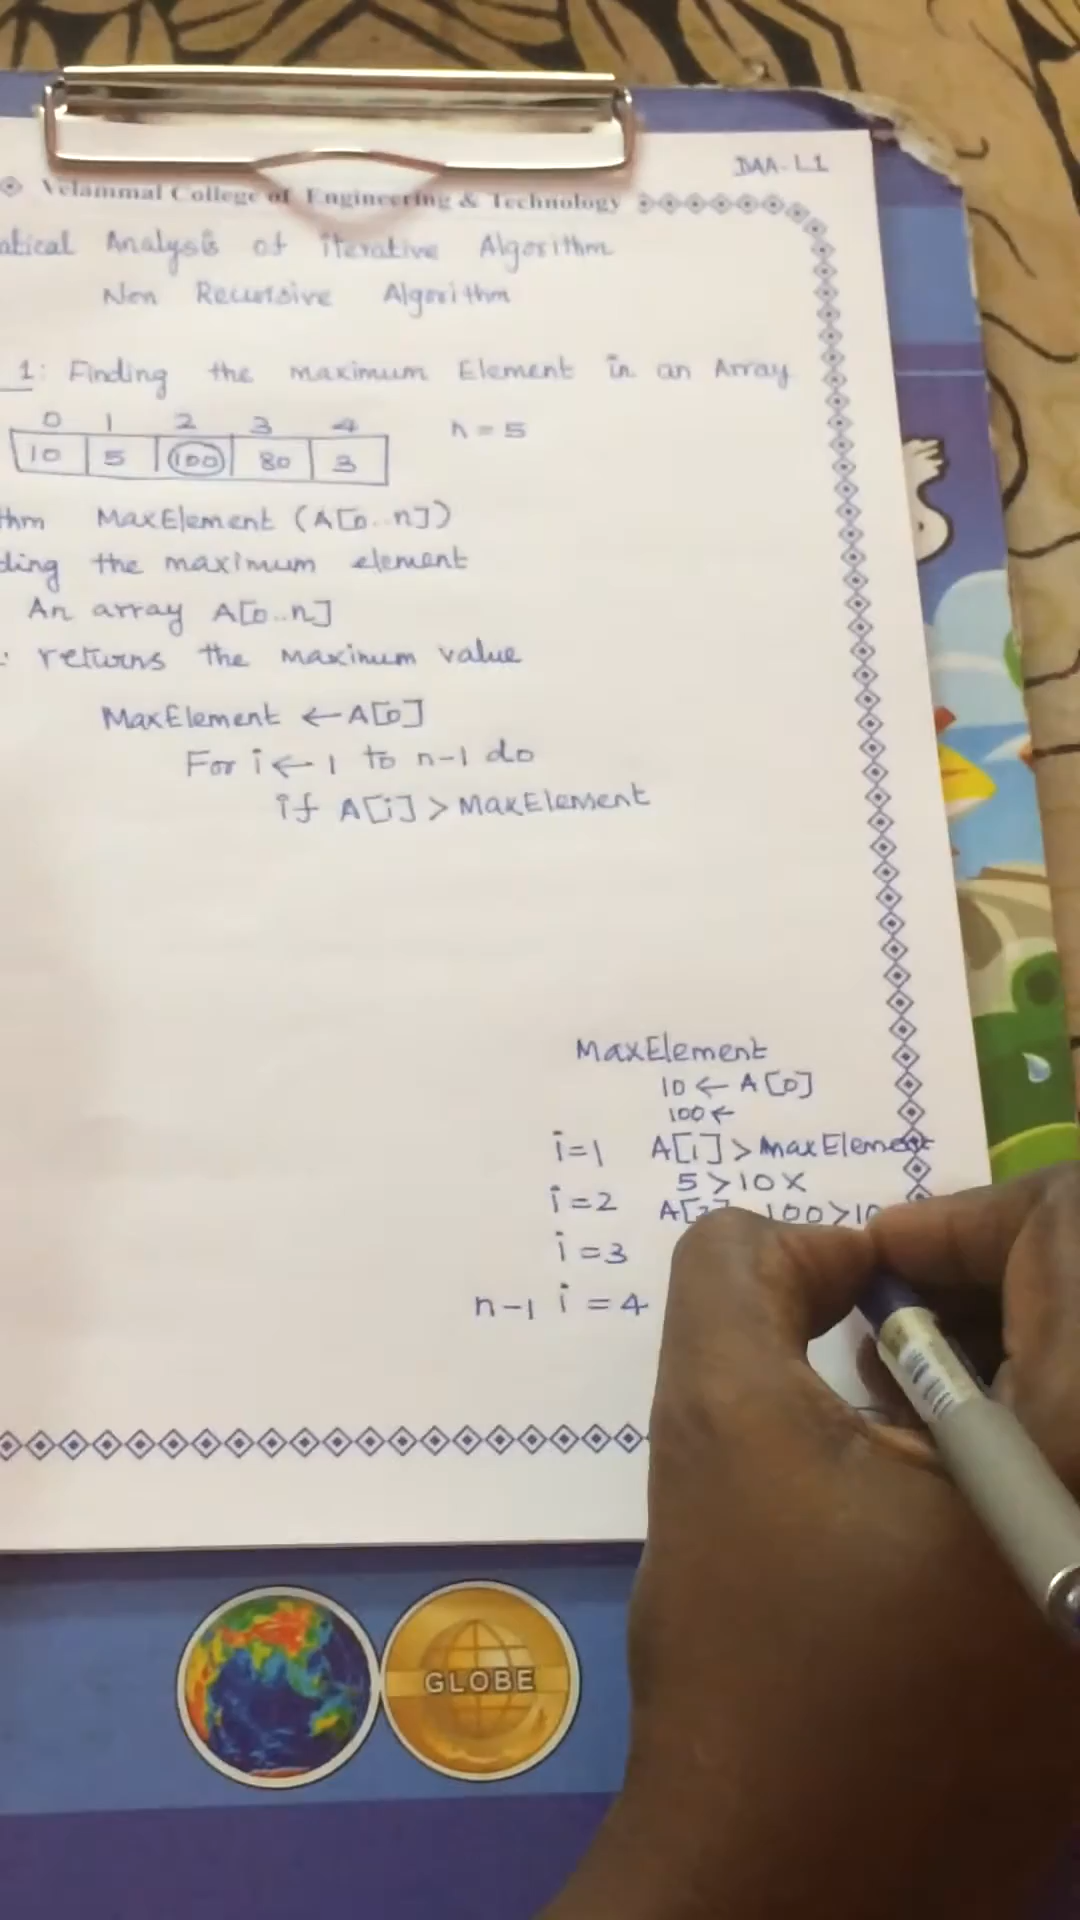 DAA-L1
Velammal College of Engineering & Technology
atical Analysis of iterative Algorithm
Non Recursive Algorithm
1: Finding the maximum Element in an Array
0 1 2 3 4
10 5 100 80 3
n = 5
thm MaxElement (A[0..n])
ding the maximum element
An array A[0..n]
: returns the maximum value
MaxElement ← A[0]
For i ← 1 to n-1 do
if A[i] > MaxElement
MaxElement
10 ← A[0]
100 ←
i=1 A[i] > MaxElement
5 > 10 X
i=2 A[2] 100>10
i=3
n-1 i=4
GLOBE